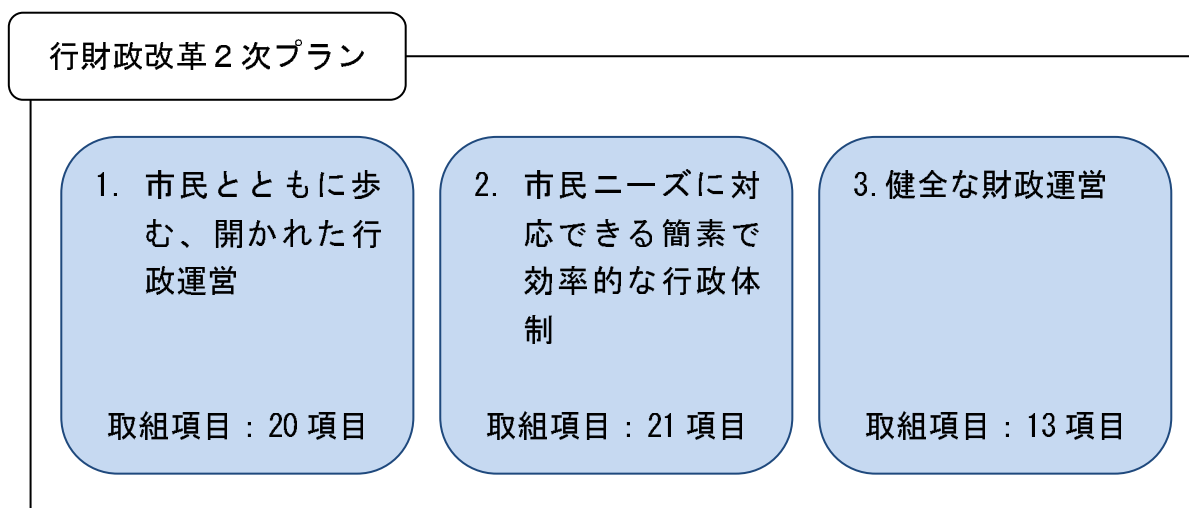 行財政改革２次プラン
1. 市民とともに歩
む、開かれた行
政運営
取組項目：20 項目
2. 市民ニーズに対
応できる簡素で
効率的な行政体
制
取組項目：21 項目
3.健全な財政運営
取組項目：13 項目